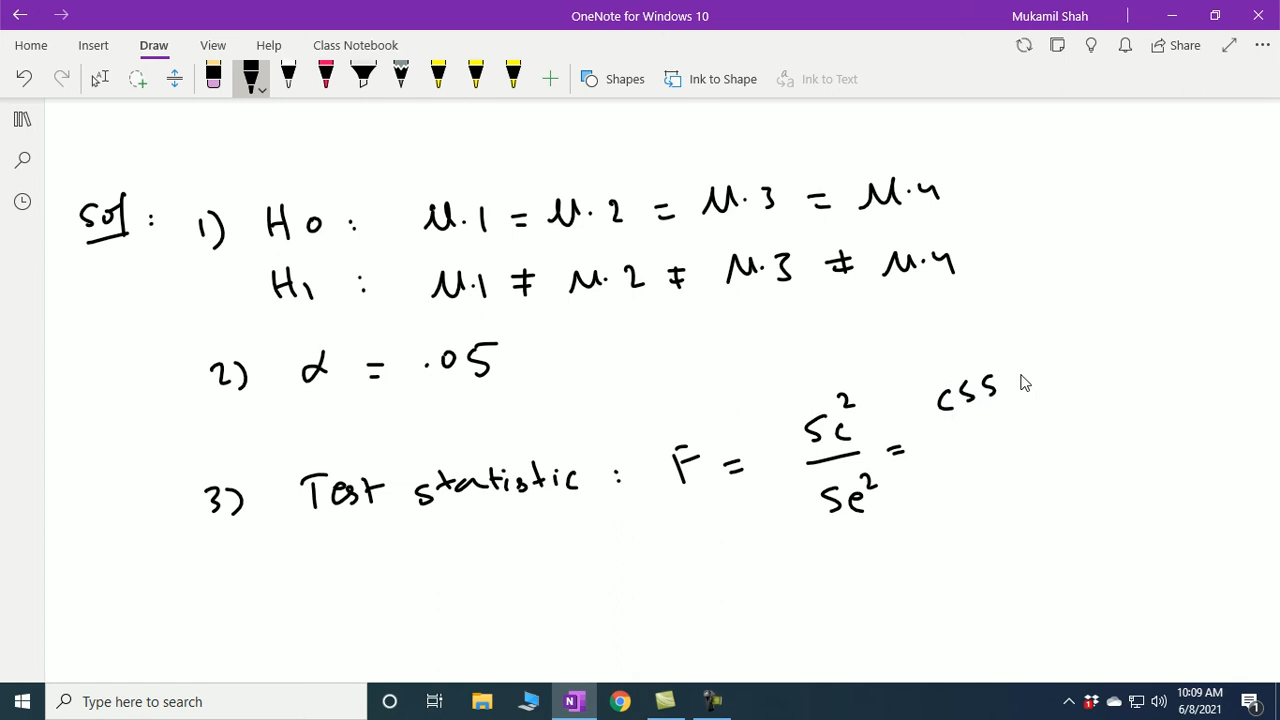 OneNote for Windows 10
Mukamil Shah
Home Insert Draw View Help Class Notebook Share
Shapes Ink to Shape Ink to Text
Sol : 1) H0 : μ.1 = μ.2 = μ.3 = μ.4
H1 : μ.1 ≠ μ.2 ≠ μ.3 ≠ μ.4
2) α = .05
3) Test statistic : F = Sc² / Se² = CSS
Type here to search
10:09 AM
6/8/2021